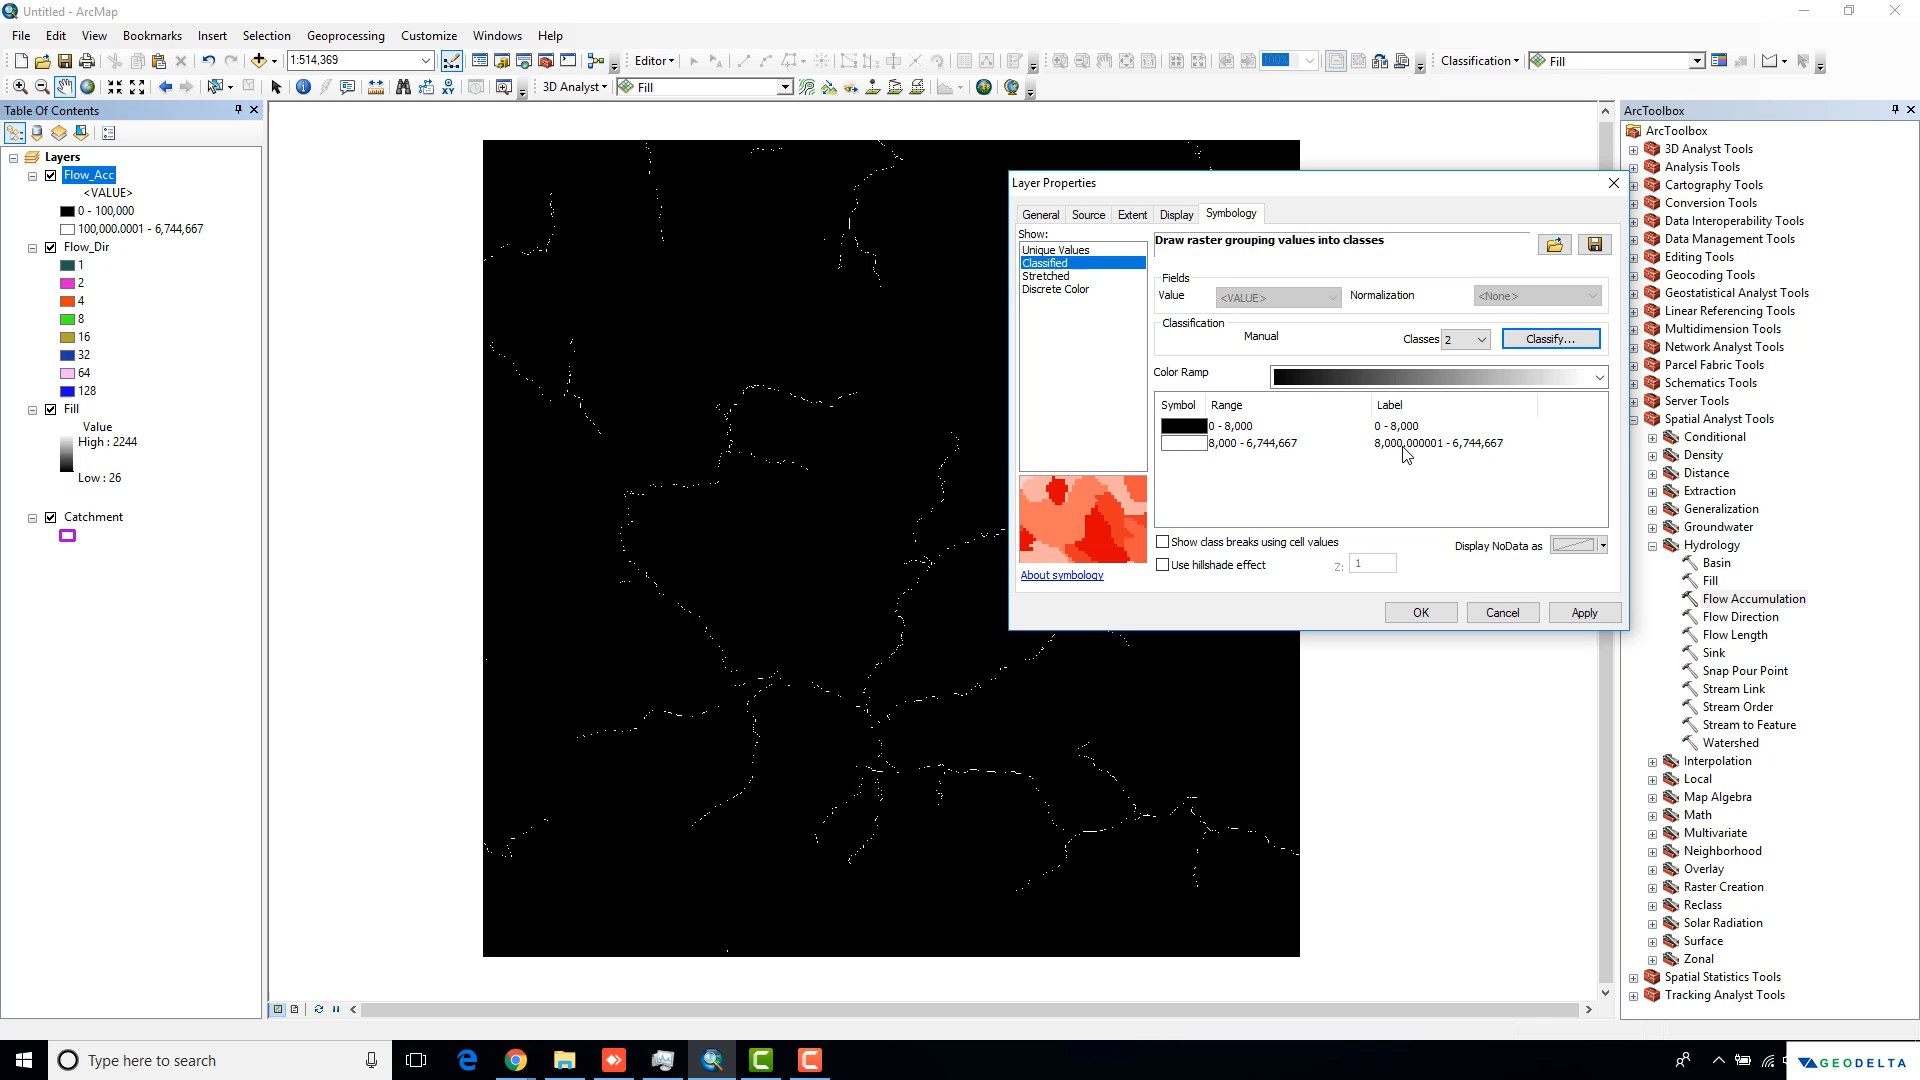 Untitled - ArcMap
File Edit View Bookmarks Insert Selection Geoprocessing Customize Windows Help
1:514,369
Editor
100%
Classification
Fill
3D Analyst
Fill
Table Of Contents
Layers
Flow_Acc
<VALUE>
0 - 100,000
100,000.0001 - 6,744,667
Flow_Dir
1
2
4
8
16
32
64
128
Fill
Value
High : 2244
Low : 26
Catchment
Layer Properties
General Source Extent Display Symbology
Show:
Unique Values
Classified
Stretched
Discrete Color
About symbology
Draw raster grouping values into classes
Fields
Value <VALUE> Normalization <None>
Classification
Manual Classes 2 Classify...
Color Ramp
Symbol Range Label
0 - 8,000 0 - 8,000
8,000 - 6,744,667 8,000.000001 - 6,744,667
Show class breaks using cell values Display NoData as
Use hillshade effect Z: 1
OK Cancel Apply
ArcToolbox
ArcToolbox
3D Analyst Tools
Analysis Tools
Cartography Tools
Conversion Tools
Data Interoperability Tools
Data Management Tools
Editing Tools
Geocoding Tools
Geostatistical Analyst Tools
Linear Referencing Tools
Multidimension Tools
Network Analyst Tools
Parcel Fabric Tools
Schematics Tools
Server Tools
Spatial Analyst Tools
Conditional
Density
Distance
Extraction
Generalization
Groundwater
Hydrology
Basin
Fill
Flow Accumulation
Flow Direction
Flow Length
Sink
Snap Pour Point
Stream Link
Stream Order
Stream to Feature
Watershed
Interpolation
Local
Map Algebra
Math
Multivariate
Neighborhood
Overlay
Raster Creation
Reclass
Solar Radiation
Surface
Zonal
Spatial Statistics Tools
Tracking Analyst Tools
Type here to search
GEODELTA